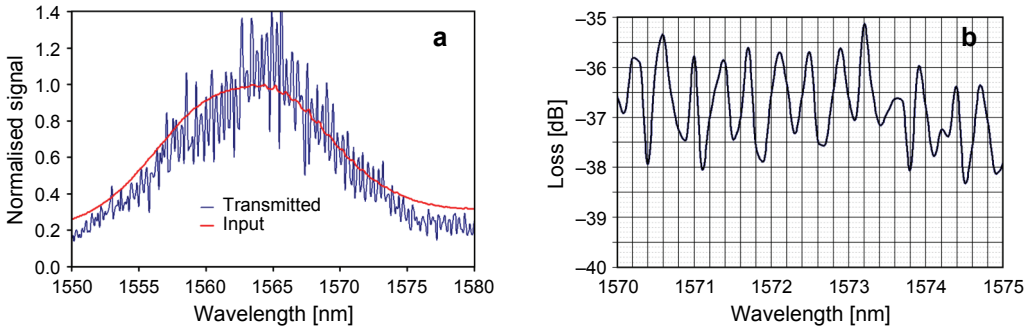 a
1.4
1.2
1.0
0.8
0.6
0.4
0.2
0.0
Normalised signal
Transmitted
Input
1550 1555 1560 1565 1570 1575 1580
Wavelength [nm]
b
–35
–36
–37
–38
–39
–40
Loss [dB]
1570 1571 1572 1573 1574 1575
Wavelength [nm]